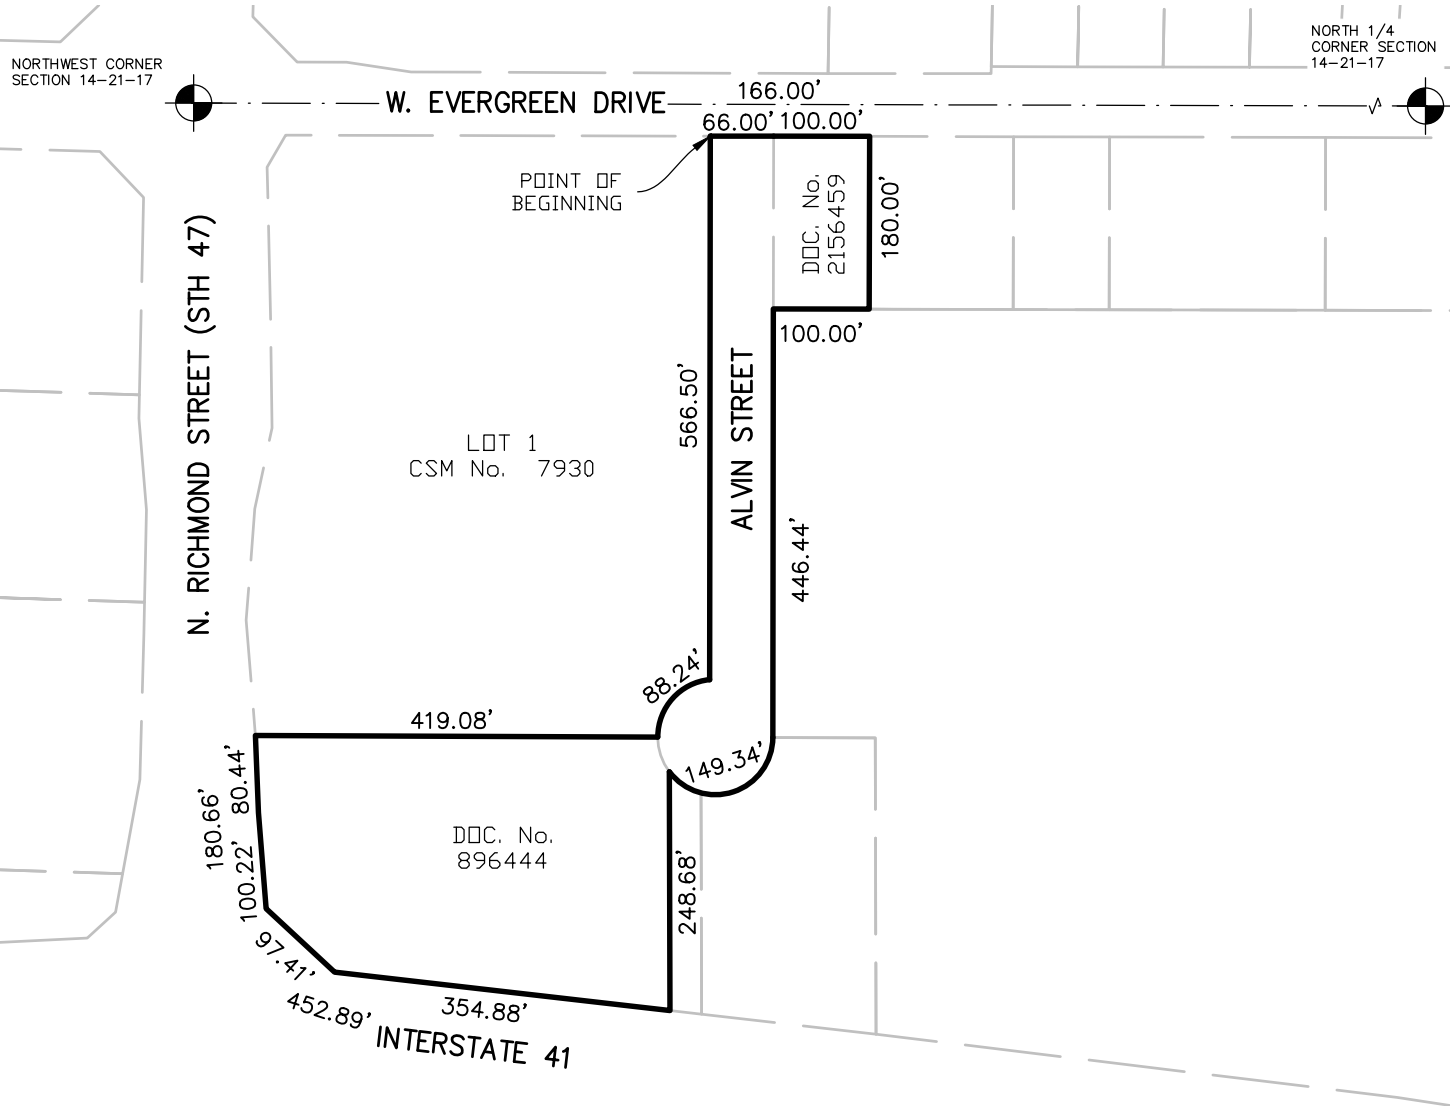 NORTHWEST CORNER
SECTION 14-21-17
NORTH 1/4
CORNER SECTION
14-21-17
W. EVERGREEN DRIVE
166.00'
66.00'
100.00'
POINT OF
BEGINNING
DOC. No.
2156459
180.00'
100.00'
N. RICHMOND STREET (STH 47)
LOT 1
CSM No. 7930
566.50'
ALVIN STREET
446.44'
88.24'
419.08'
149.34'
80.44'
180.66'
100.22'
DOC. No.
896444
248.68'
97.41'
452.89'
354.88'
INTERSTATE 41